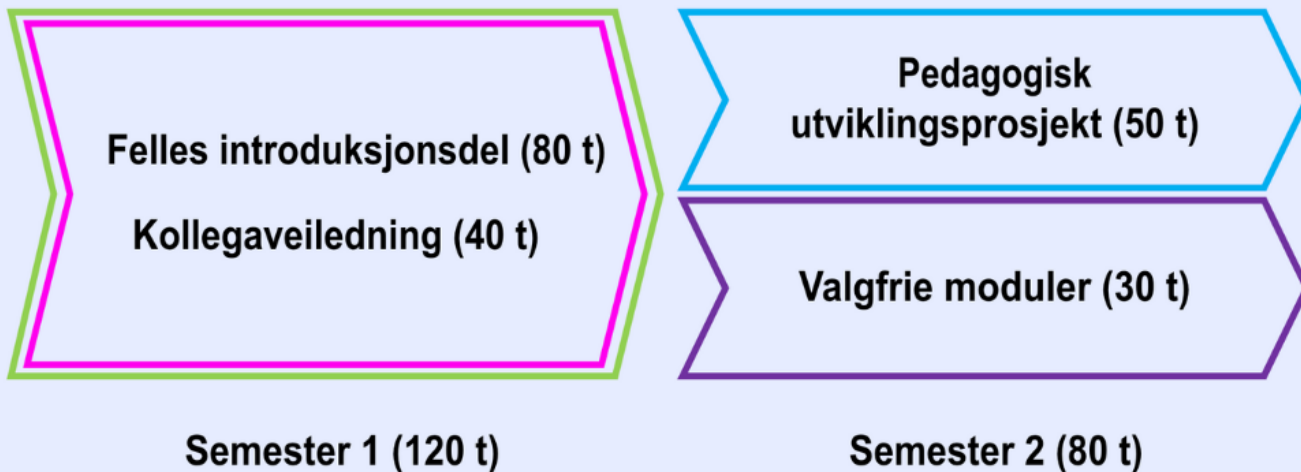 Felles introduksjonsdel (80 t)
Kollegaveiledning (40 t)
Semester 1 (120 t)
Pedagogisk
utviklingsprosjekt (50 t)
Valgfrie moduler (30 t)
Semester 2 (80 t)